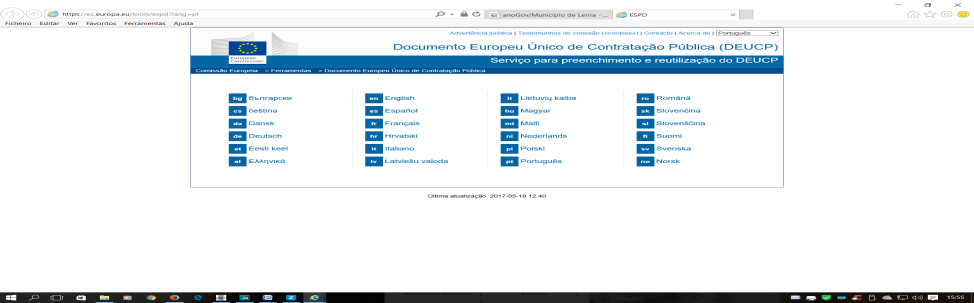 https://ec.europa.eu/tools/espd?lang=pt
anoGov/Município de Leiria - ...
ESPD
Ficheiro Editar Ver Favoritos Ferramentas Ajuda
Advertência jurídica | Testemunhos de conexão («cookies») | Contacto | Acerca de | Português
Documento Europeu Único de Contratação Pública (DEUCP)
European Commission
Serviço para preenchimento e reutilização do DEUCP
Comissão Europeia > Ferramentas > Documento Europeu Único de Contratação Pública
bg български
en English
lt Lietuvių kalba
ro Română
cs čeština
es Español
hu Magyar
sk Slovenčina
da Dansk
fr Français
mt Malti
sl Slovenščina
de Deutsch
hr Hrvatski
nl Nederlands
fi Suomi
et Eesti keel
it Italiano
pl Polski
sv Svenska
el Ελληνικά
lv Latviešu valoda
pt Português
no Norsk
Última atualização: 2017-05-18 12:40
15:55